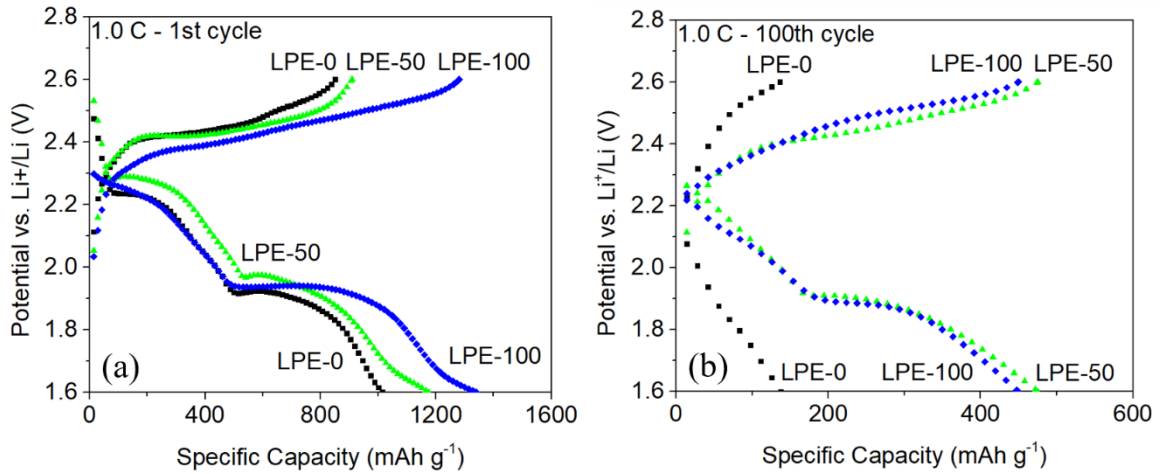 1.0 C - 1st cycle
LPE-0
LPE-50
LPE-100
LPE-50
LPE-0
LPE-100
(a)
2.8
2.6
2.4
2.2
2.0
1.8
1.6
0
400
800
1200
1600
Potential vs. Li+/Li (V)
Specific Capacity (mAh g⁻¹)
1.0 C - 100th cycle
LPE-0
LPE-100
LPE-50
LPE-0
LPE-100
LPE-50
(b)
2.8
2.6
2.4
2.2
2.0
1.8
1.6
0
200
400
600
Potential vs. Li⁺/Li (V)
Specific Capacity (mAh g⁻¹)